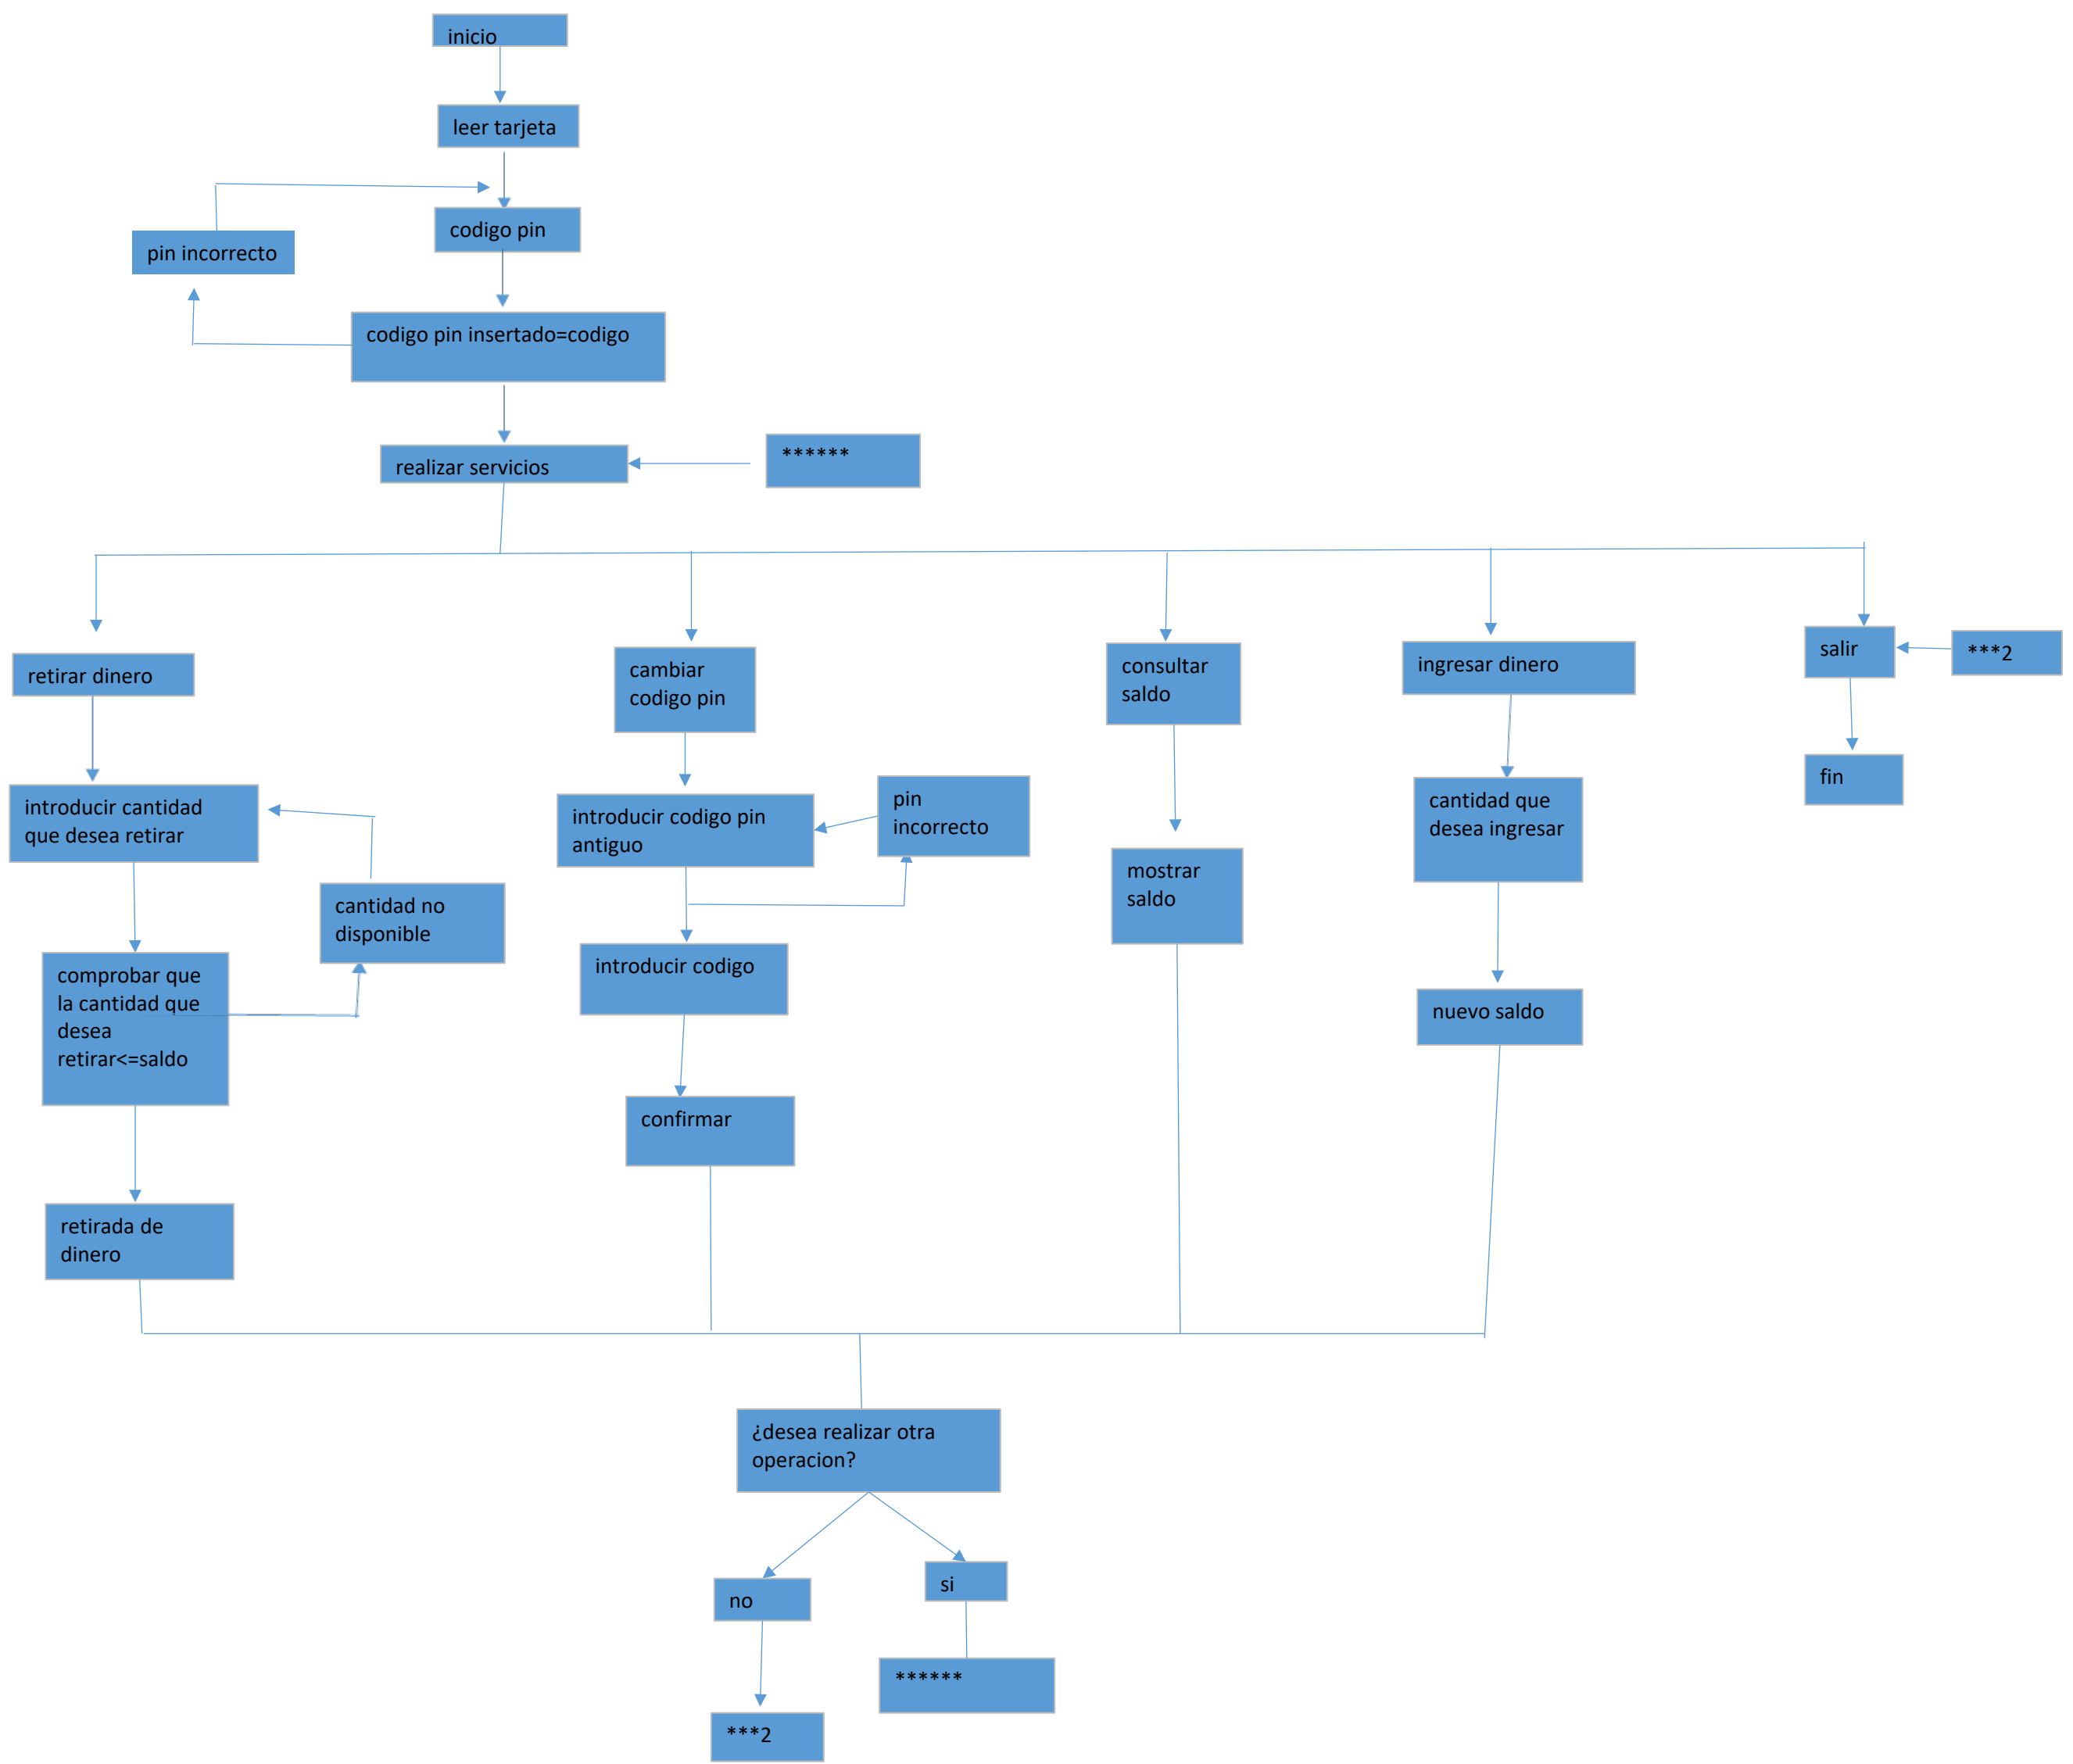 inicio
leer tarjeta
codigo pin
pin incorrecto
codigo pin insertado=codigo
realizar servicios
******
retirar dinero
cambiar
codigo pin
consultar
saldo
ingresar dinero
salir
***2
introducir cantidad
que desea retirar
introducir codigo pin
antiguo
pin
incorrecto
cantidad que
desea ingresar
fin
cantidad no
disponible
mostrar
saldo
comprobar que
la cantidad que
desea
retirar<=saldo
introducir codigo
nuevo saldo
confirmar
retirada de
dinero
¿desea realizar otra
operacion?
no
si
******
***2